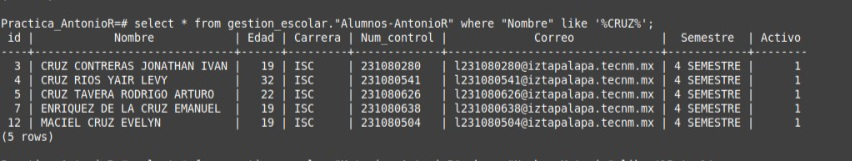 Practica_AntonioR=# select * from gestion_escolar."Alumnos-AntonioR" where "Nombre" like '%CRUZ%';
id | Nombre | Edad | Carrera | Num_control | Correo | Semestre | Activo
----+-------------------------------+------+---------+-------------+--------------------------------+------------+--------
3 | CRUZ CONTRERAS JONATHAN IVAN | 19 | ISC | 231080280 | l231080280@iztapalapa.tecnm.mx | 4 SEMESTRE | 1
4 | CRUZ RIOS YAIR LEVY | 32 | ISC | 231080541 | l231080541@iztapalapa.tecnm.mx | 4 SEMESTRE | 1
5 | CRUZ TAVERA RODRIGO ARTURO | 22 | ISC | 231080626 | l231080626@iztapalapa.tecnm.mx | 4 SEMESTRE | 1
7 | ENRIQUEZ DE LA CRUZ EMANUEL | 19 | ISC | 231080638 | l231080638@iztapalapa.tecnm.mx | 4 SEMESTRE | 1
12 | MACIEL CRUZ EVELYN | 19 | ISC | 231080504 | l231080504@iztapalapa.tecnm.mx | 4 SEMESTRE | 1
(5 rows)